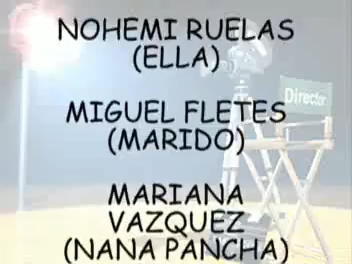 NOHEMI RUELAS
(ELLA)
MIGUEL FLETES
(MARIDO)
Director
MARIANA
VAZQUEZ
(NANA PANCHA)